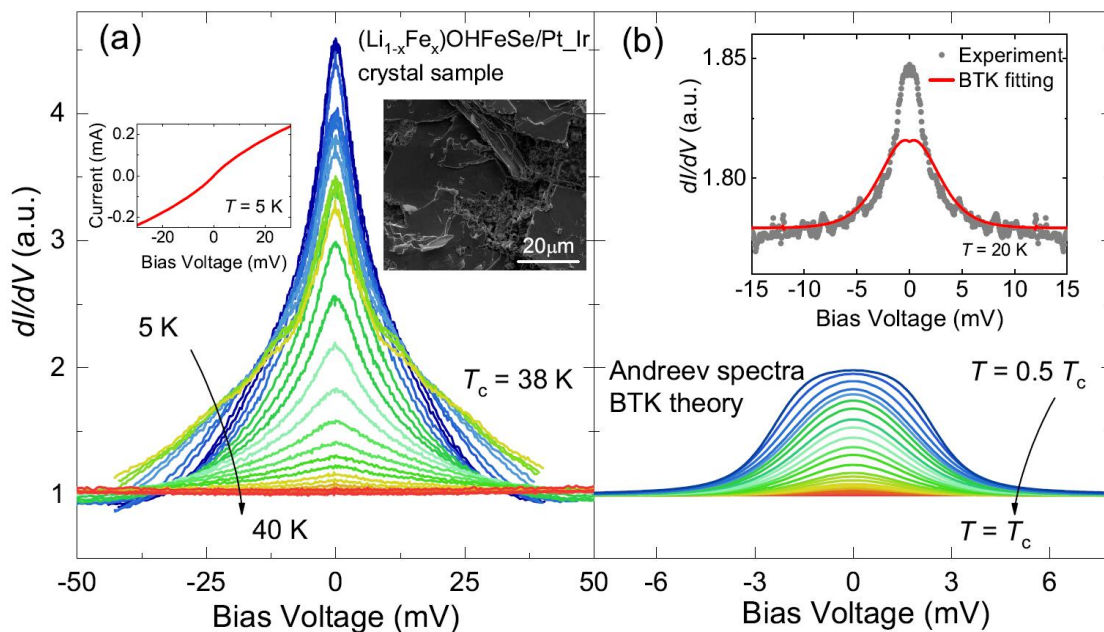 (a)
(Li1-xFex)OHFeSe/Pt_Ir
crystal sample
dI/dV (a.u.)
4
3
2
1
Current (mA)
0.2
0.0
-0.2
T = 5 K
-20
0
20
Bias Voltage (mV)
20μm
5 K
Tc = 38 K
40 K
-50
-25
0
25
50
Bias Voltage (mV)
(b)
dI/dV (a.u.)
1.85
1.80
Experiment
BTK fitting
T = 20 K
-15
-10
-5
0
5
10
15
Bias Voltage (mV)
Andreev spectra
BTK theory
T = 0.5 Tc
T = Tc
-6
-3
0
3
6
Bias Voltage (mV)